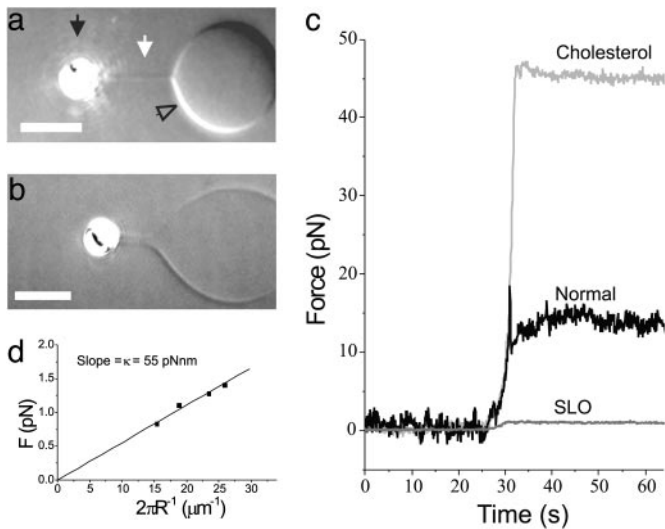 a
b
c
Force (pN)
50
40
30
20
10
0
Cholesterol
Normal
SLO
0 10 20 30 40 50 60
Time (s)
d
Slope = κ = 55 pNnm
F (pN)
2.0
1.5
1.0
0.5
0.0
0 5 10 15 20 25 30
2πR⁻¹ (μm⁻¹)